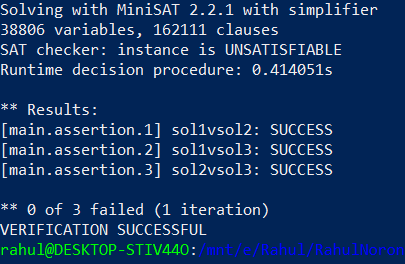 Solving with MiniSAT 2.2.1 with simplifier
38806 variables, 162111 clauses
SAT checker: instance is UNSATISFIABLE
Runtime decision procedure: 0.414051s
** Results:
[main.assertion.1] sol1vsol2: SUCCESS
[main.assertion.2] sol1vsol3: SUCCESS
[main.assertion.3] sol2vsol3: SUCCESS
** 0 of 3 failed (1 iteration)
VERIFICATION SUCCESSFUL
rahul@DESKTOP-STIV44O:/mnt/e/Rahul/RahulNoron